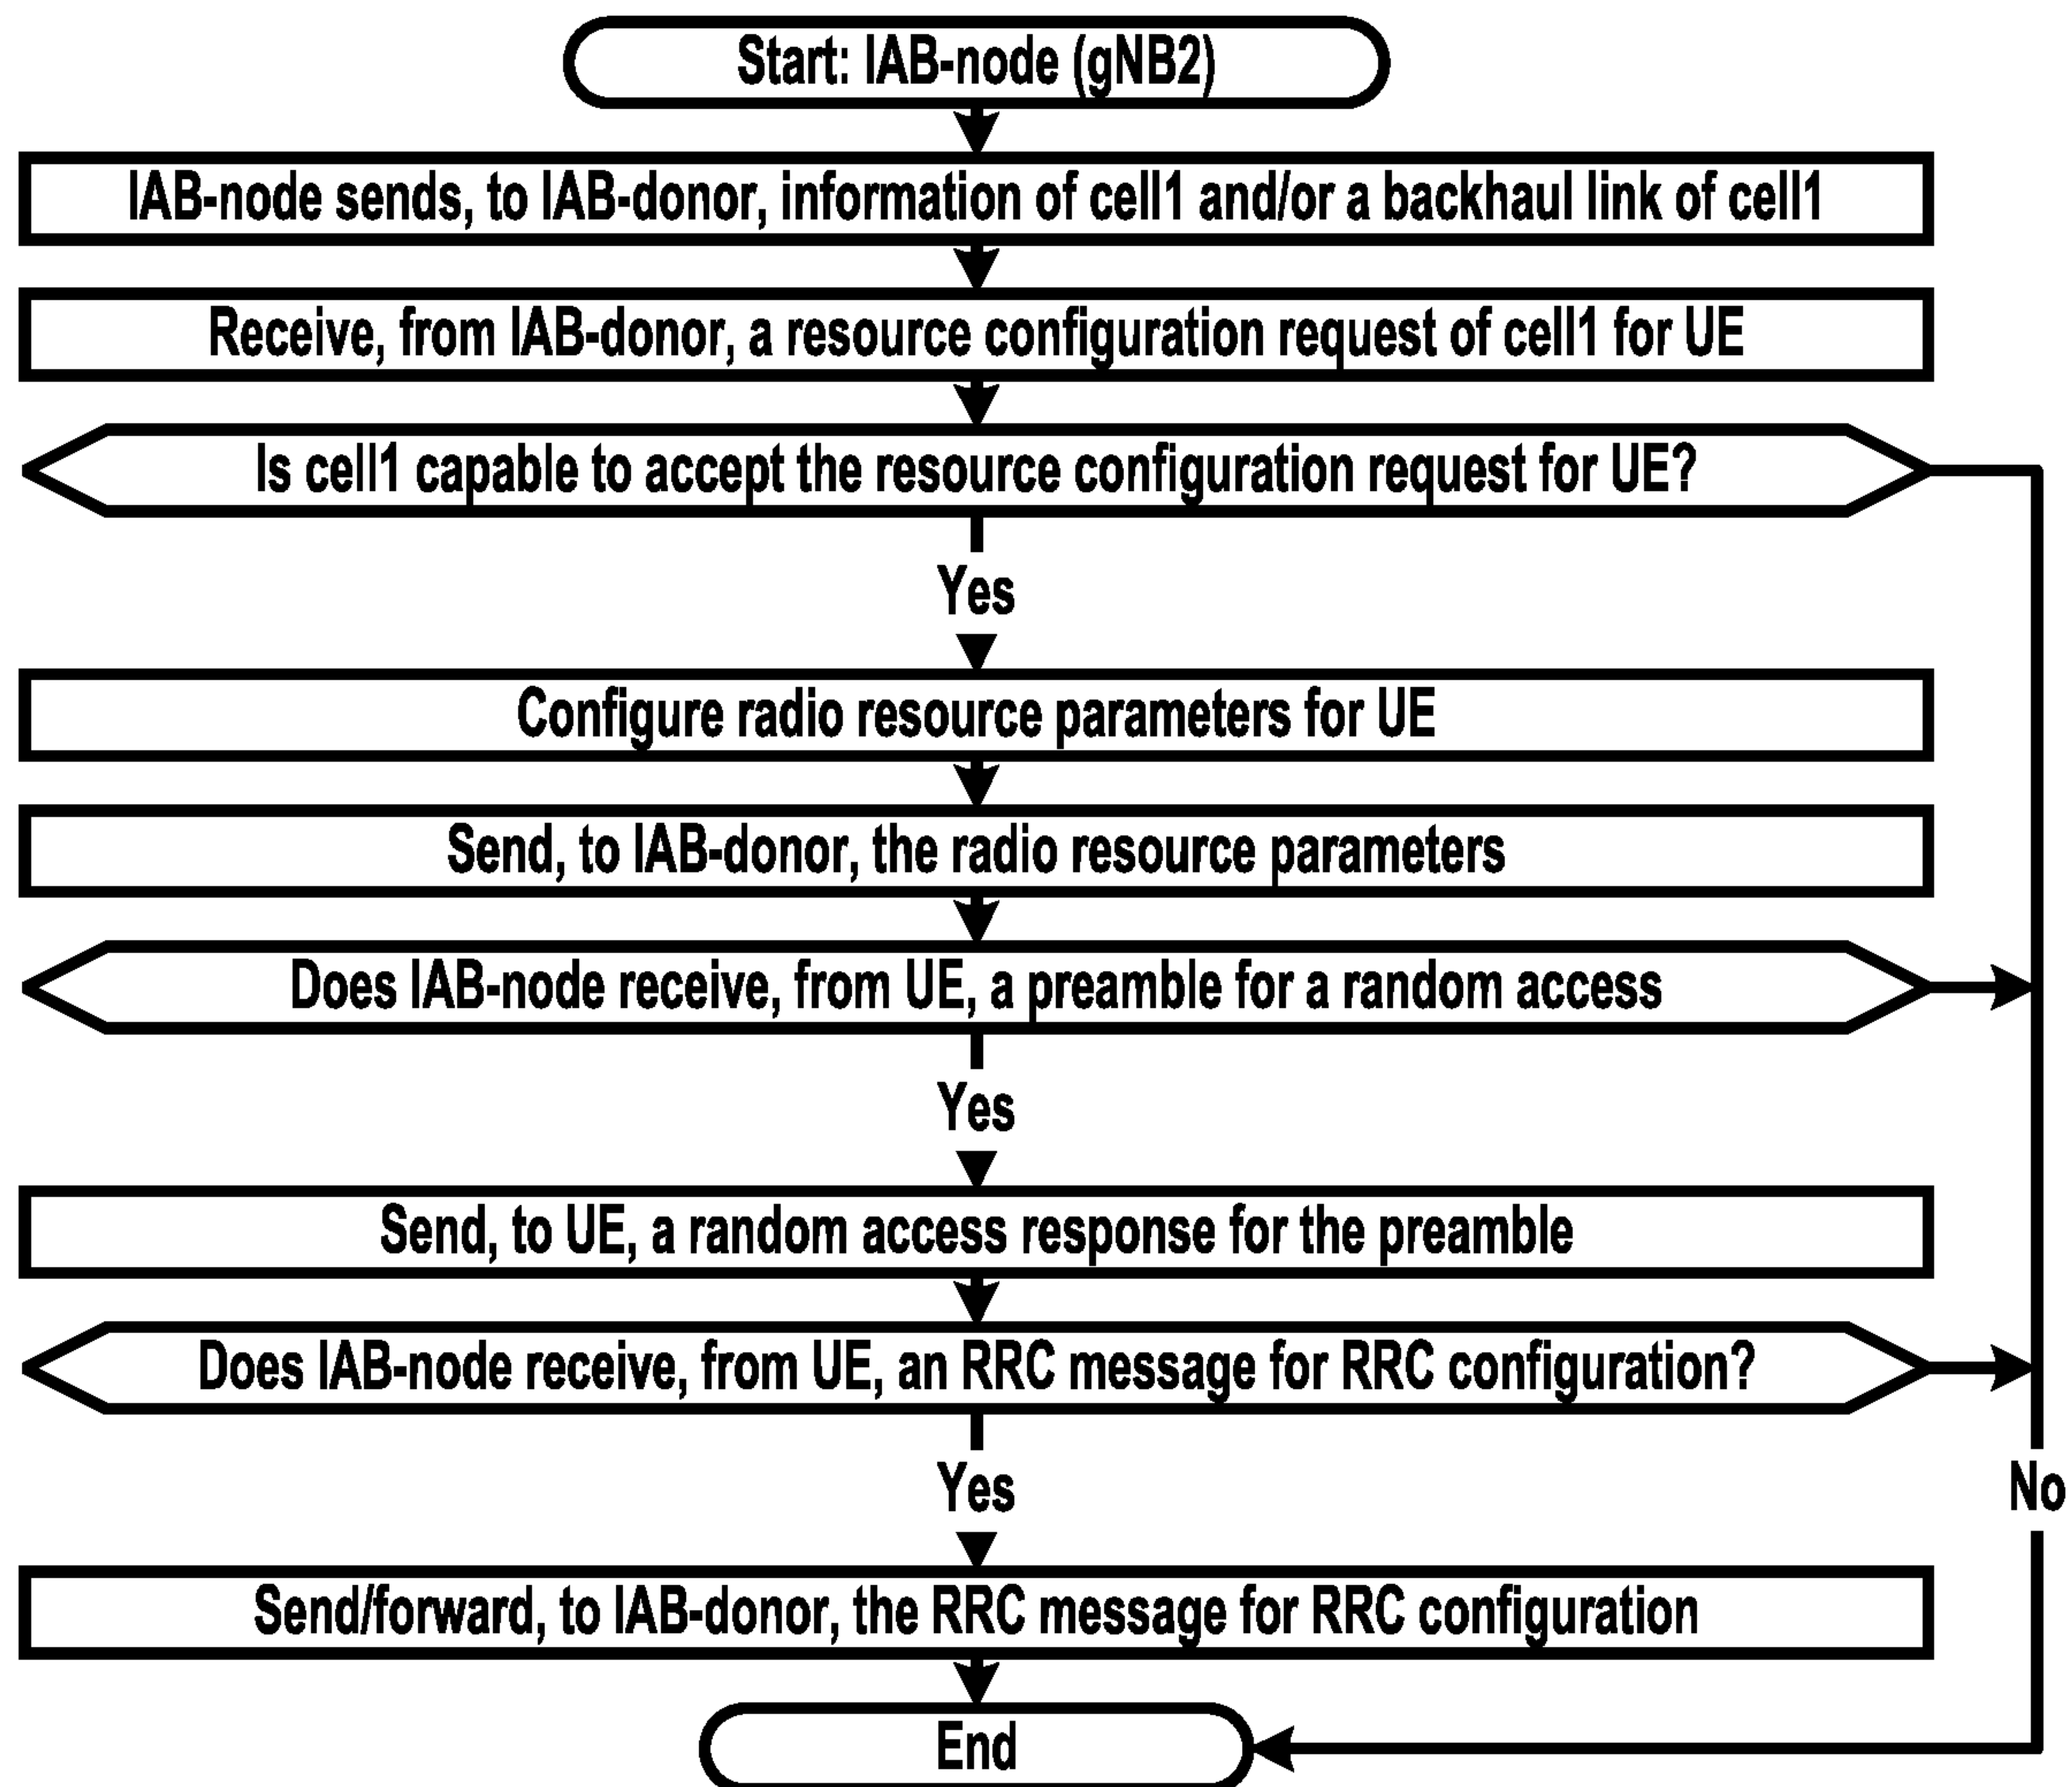 Start: IAB-node (gNB2)
IAB-node sends, to IAB-donor, information of cell1 and/or a backhaul link of cell1
Receive, from IAB-donor, a resource configuration request of cell1 for UE
Is cell1 capable to accept the resource configuration request for UE?
Yes
Configure radio resource parameters for UE
Send, to IAB-donor, the radio resource parameters
Does IAB-node receive, from UE, a preamble for a random access
Yes
Send, to UE, a random access response for the preamble
Does IAB-node receive, from UE, an RRC message for RRC configuration?
Yes
No
Send/forward, to IAB-donor, the RRC message for RRC configuration
End